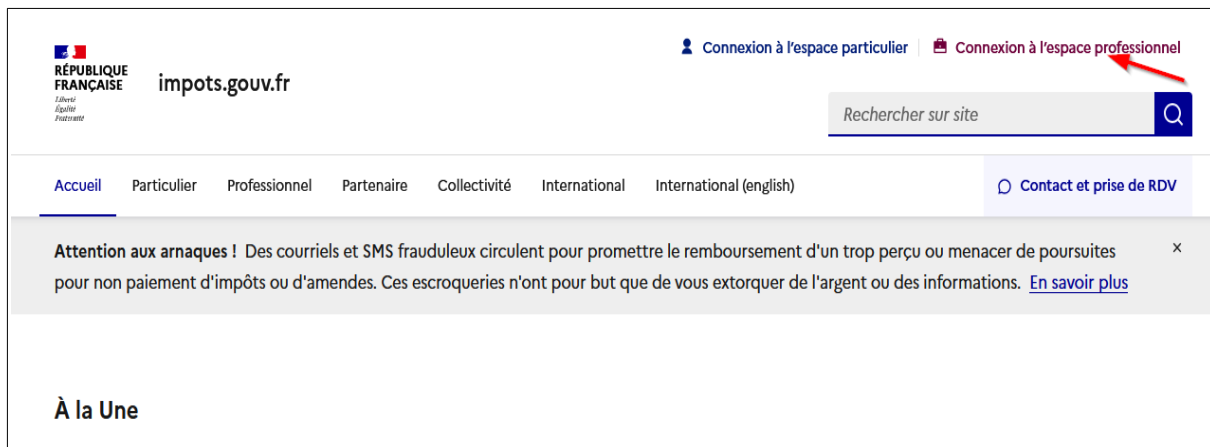 Connexion à l'espace particulier
Connexion à l'espace professionnel
RÉPUBLIQUE
FRANÇAISE
Liberté
Égalité
Fraternité
impots.gouv.fr
Rechercher sur site
Accueil Particulier Professionnel Partenaire Collectivité International International (english) Contact et prise de RDV
Attention aux arnaques ! Des courriels et SMS frauduleux circulent pour promettre le remboursement d'un trop perçu ou menacer de poursuites
pour non paiement d'impôts ou d'amendes. Ces escroqueries n'ont pour but que de vous extorquer de l'argent ou des informations. En savoir plus
À la Une